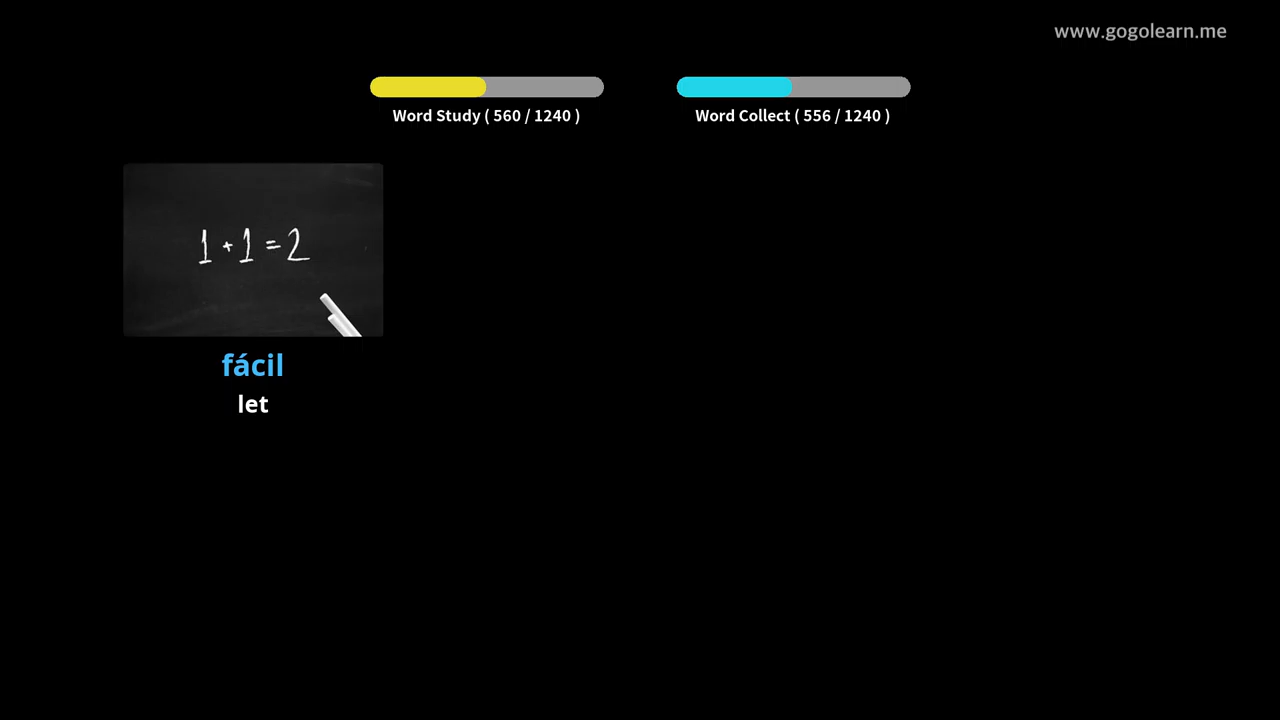 www.gogolearn.me
Word Study ( 560 / 1240 )
Word Collect ( 556 / 1240 )
1 + 1 = 2
fácil
let